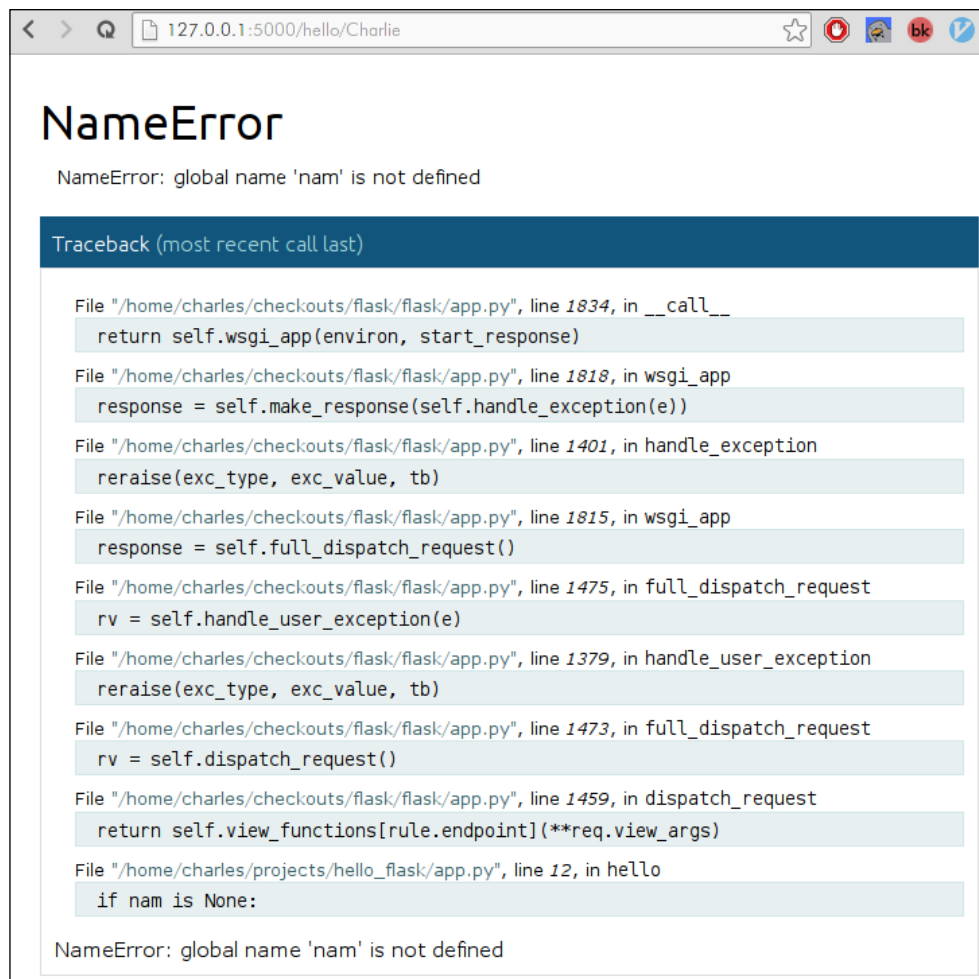 127.0.0.1:5000/hello/Charlie
bk
NameError
NameError: global name 'nam' is not defined
Traceback (most recent call last)
File "/home/charles/checkouts/flask/flask/app.py", line 1834, in __call__
return self.wsgi_app(environ, start_response)
File "/home/charles/checkouts/flask/flask/app.py", line 1818, in wsgi_app
response = self.make_response(self.handle_exception(e))
File "/home/charles/checkouts/flask/flask/app.py", line 1401, in handle_exception
reraise(exc_type, exc_value, tb)
File "/home/charles/checkouts/flask/flask/app.py", line 1815, in wsgi_app
response = self.full_dispatch_request()
File "/home/charles/checkouts/flask/flask/app.py", line 1475, in full_dispatch_request
rv = self.handle_user_exception(e)
File "/home/charles/checkouts/flask/flask/app.py", line 1379, in handle_user_exception
reraise(exc_type, exc_value, tb)
File "/home/charles/checkouts/flask/flask/app.py", line 1473, in full_dispatch_request
rv = self.dispatch_request()
File "/home/charles/checkouts/flask/flask/app.py", line 1459, in dispatch_request
return self.view_functions[rule.endpoint](**req.view_args)
File "/home/charles/projects/hello_flask/app.py", line 12, in hello
if nam is None:
NameError: global name 'nam' is not defined